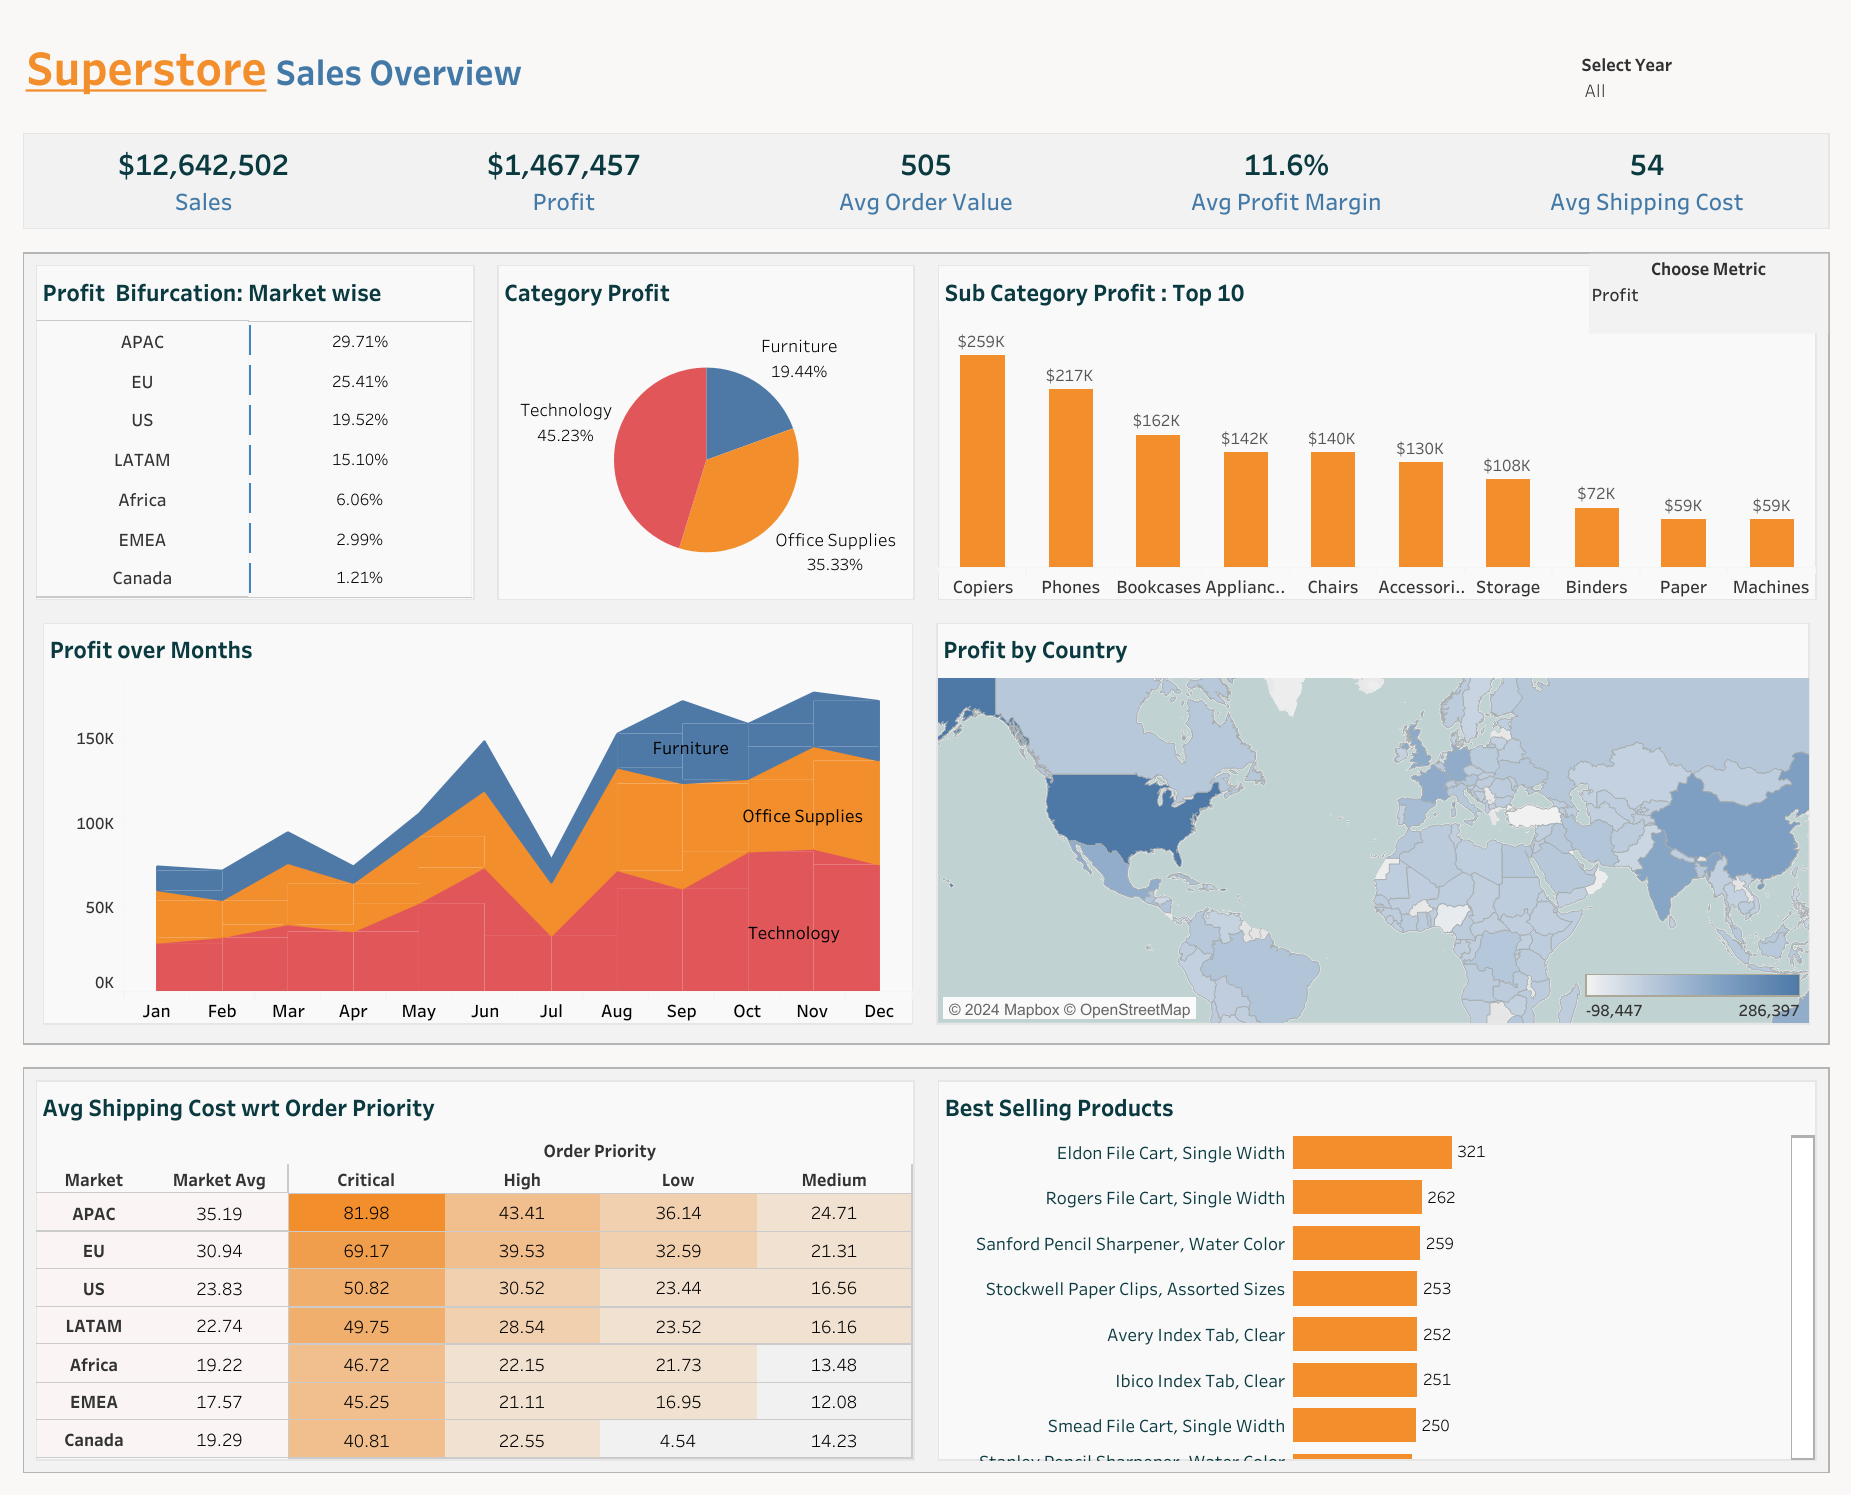 Superstore Sales Overview
Select Year
All
$12,642,502
Sales
$1,467,457
Profit
505
Avg Order Value
11.6%
Avg Profit Margin
54
Avg Shipping Cost
Profit Bifurcation: Market wise
APAC 29.71%
EU 25.41%
US 19.52%
LATAM 15.10%
Africa 6.06%
EMEA 2.99%
Canada 1.21%
Category Profit
Furniture
19.44%
Technology
45.23%
Office Supplies
35.33%
Sub Category Profit : Top 10
Choose Metric
Profit
$259K
$217K
$162K
$142K
$140K
$130K
$108K
$72K
$59K
$59K
Copiers Phones Bookcases Applianc.. Chairs Accessori.. Storage Binders Paper Machines
Profit over Months
150K
100K
50K
0K
Furniture
Office Supplies
Technology
Jan Feb Mar Apr May Jun Jul Aug Sep Oct Nov Dec
Profit by Country
© 2024 Mapbox © OpenStreetMap
-98,447 286,397
Avg Shipping Cost wrt Order Priority
Order Priority
Market Market Avg Critical High Low Medium
APAC 35.19 81.98 43.41 36.14 24.71
EU 30.94 69.17 39.53 32.59 21.31
US 23.83 50.82 30.52 23.44 16.56
LATAM 22.74 49.75 28.54 23.52 16.16
Africa 19.22 46.72 22.15 21.73 13.48
EMEA 17.57 45.25 21.11 16.95 12.08
Canada 19.29 40.81 22.55 4.54 14.23
Best Selling Products
Eldon File Cart, Single Width 321
Rogers File Cart, Single Width 262
Sanford Pencil Sharpener, Water Color 259
Stockwell Paper Clips, Assorted Sizes 253
Avery Index Tab, Clear 252
Ibico Index Tab, Clear 251
Smead File Cart, Single Width 250
Stanley Pencil Sharpener, Water Color